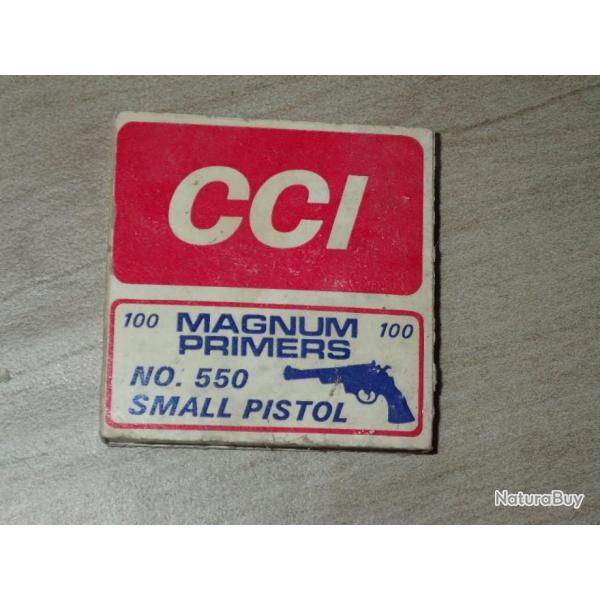 CCI
100 MAGNUM 100
PRIMERS
NO. 550
SMALL PISTOL
NaturaBuy